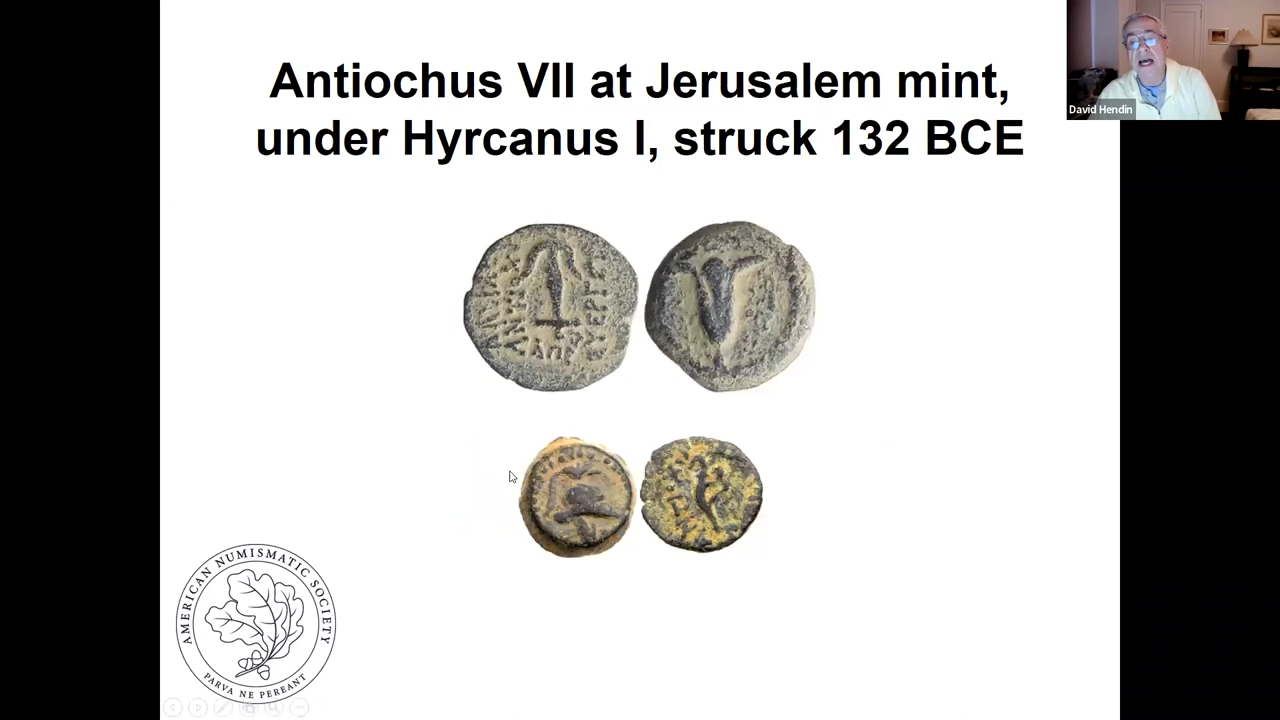 Antiochus VII at Jerusalem mint,
under Hyrcanus I, struck 132 BCE
David Hendin
AMERICAN NUMISMATIC SOCIETY
PARVA NE PEREANT